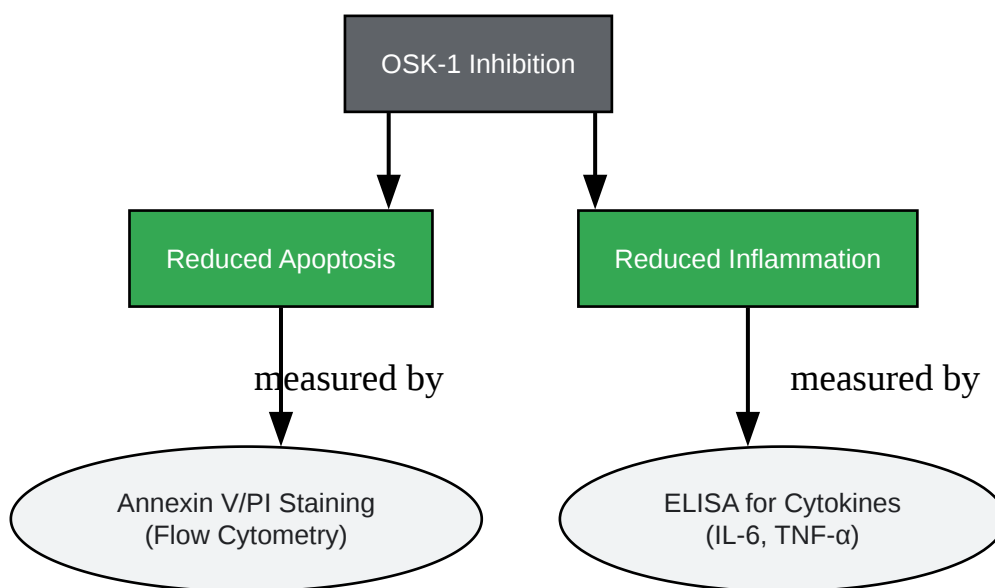 OSK-1 Inhibition
Reduced Apoptosis
Reduced Inflammation
measured by
measured by
Annexin V/PI Staining
(Flow Cytometry)
ELISA for Cytokines
(IL-6, TNF-α)